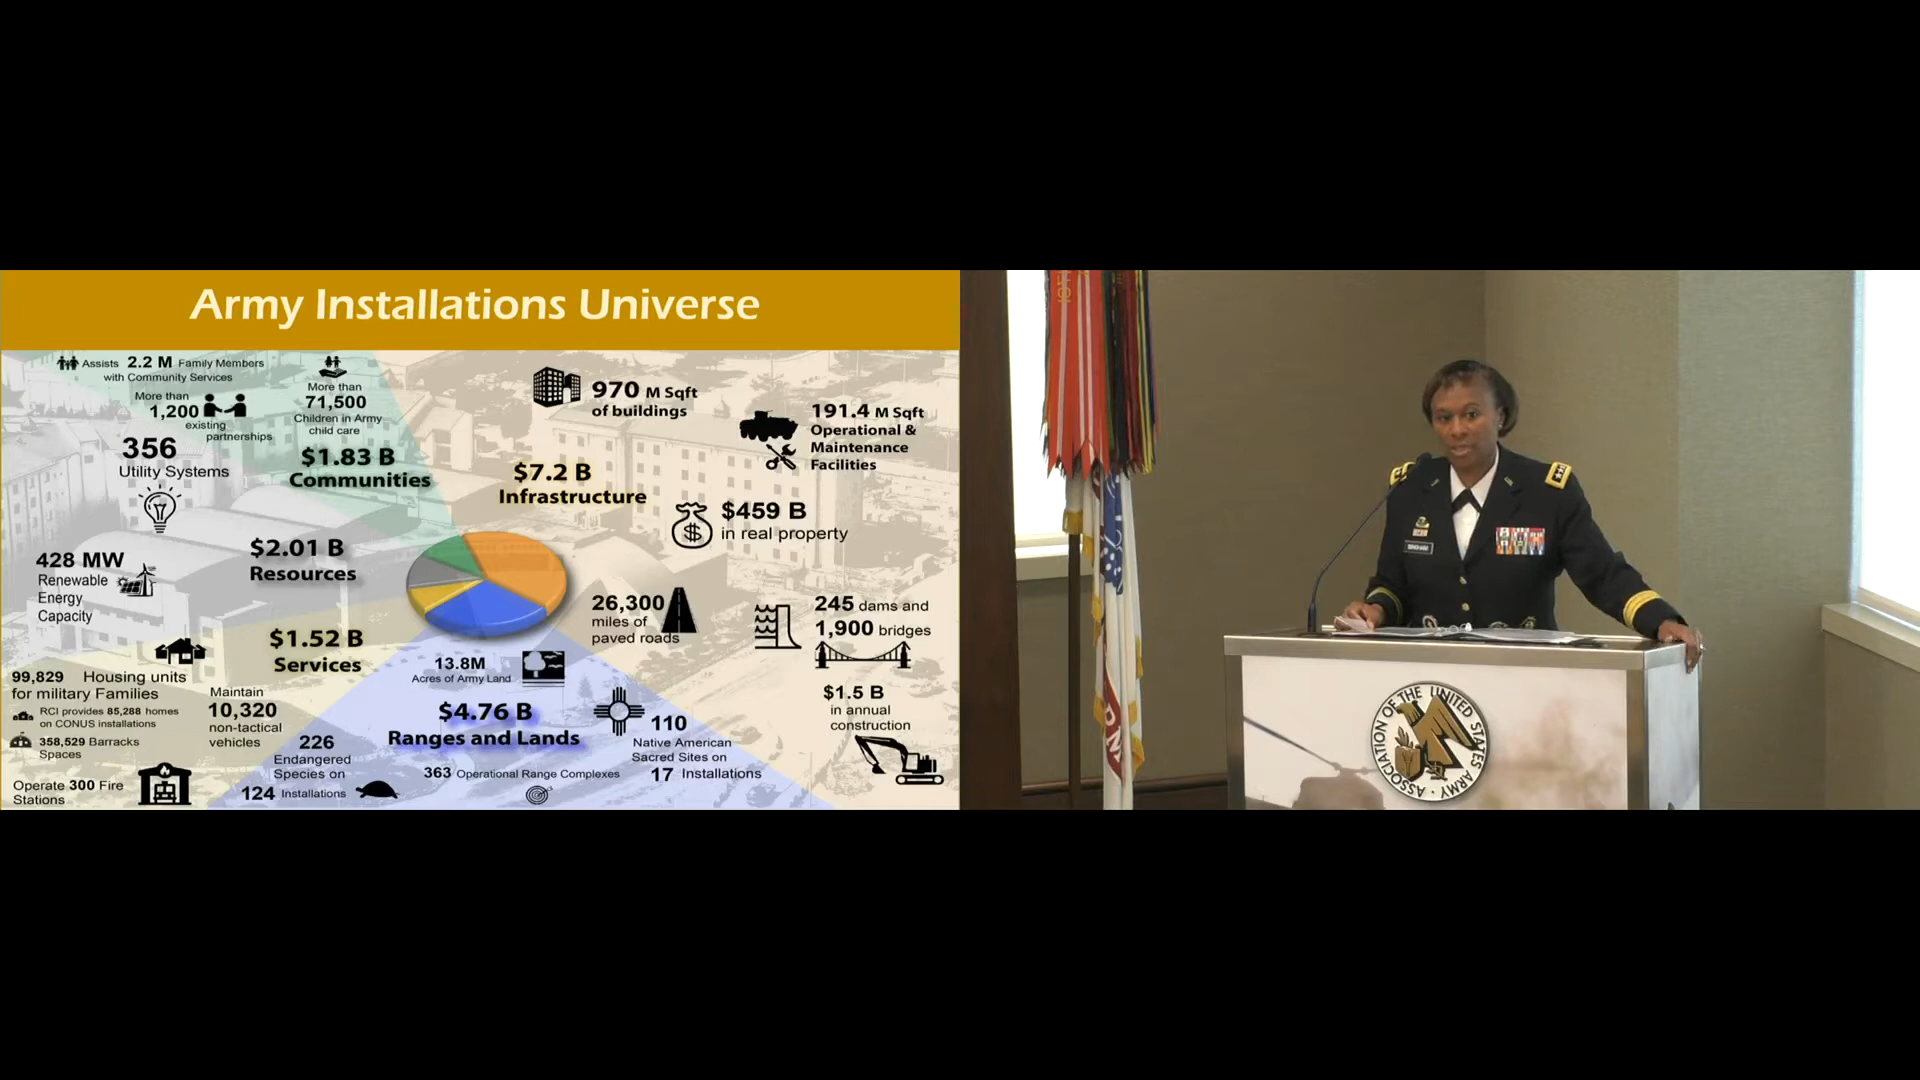 Army Installations Universe
Assists 2.2 M Family Members
with Community Services
More than
1,200
existing
partnerships
More than
71,500
Children in Army
child care
356
Utility Systems
$1.83 B
Communities
970 M Sqft
of buildings
191.4 M Sqft
Operational &
Maintenance
Facilities
$7.2 B
Infrastructure
$459 B
in real property
428 MW
Renewable
Energy
Capacity
$2.01 B
Resources
26,300
miles of
paved roads
245 dams and
1,900 bridges
$1.52 B
Services
99,829 Housing units
for military Families
RCI provides 85,288 homes
on CONUS installations
358,529 Barracks
Spaces
Operate 300 Fire
Stations
Maintain
10,320
non-tactical
vehicles
13.8M
Acres of Army Land
$4.76 B
Ranges and Lands
226
Endangered
Species on
124 Installations
363 Operational Range Complexes
110
Native American
Sacred Sites on
17 Installations
$1.5 B
in annual
construction
BINGHAM
ASSOCIATION OF THE UNITED STATES ARMY